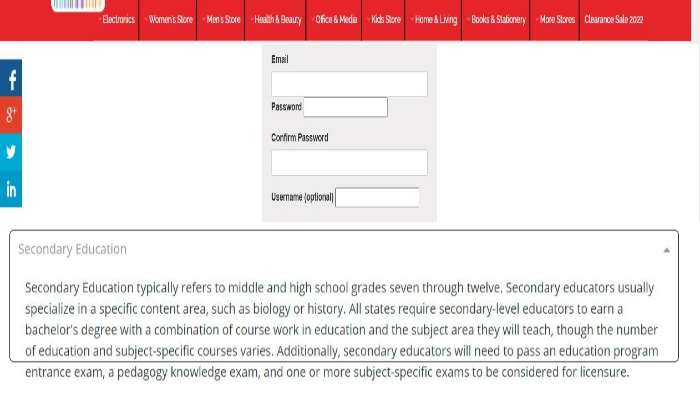 Electronics Women's Store Men's Store Health & Beauty Office & Media Kids Store Home & Living Books & Stationery More Stores Clearance Sale 2022
Email
Password
Confirm Password
Username (optional)
f
g+
in
Secondary Education
Secondary Education typically refers to middle and high school grades seven through twelve. Secondary educators usually
specialize in a specific content area, such as biology or history. All states require secondary-level educators to earn a
bachelor's degree with a combination of course work in education and the subject area they will teach, though the number
of education and subject-specific courses varies. Additionally, secondary educators will need to pass an education program
entrance exam, a pedagogy knowledge exam, and one or more subject-specific exams to be considered for licensure.